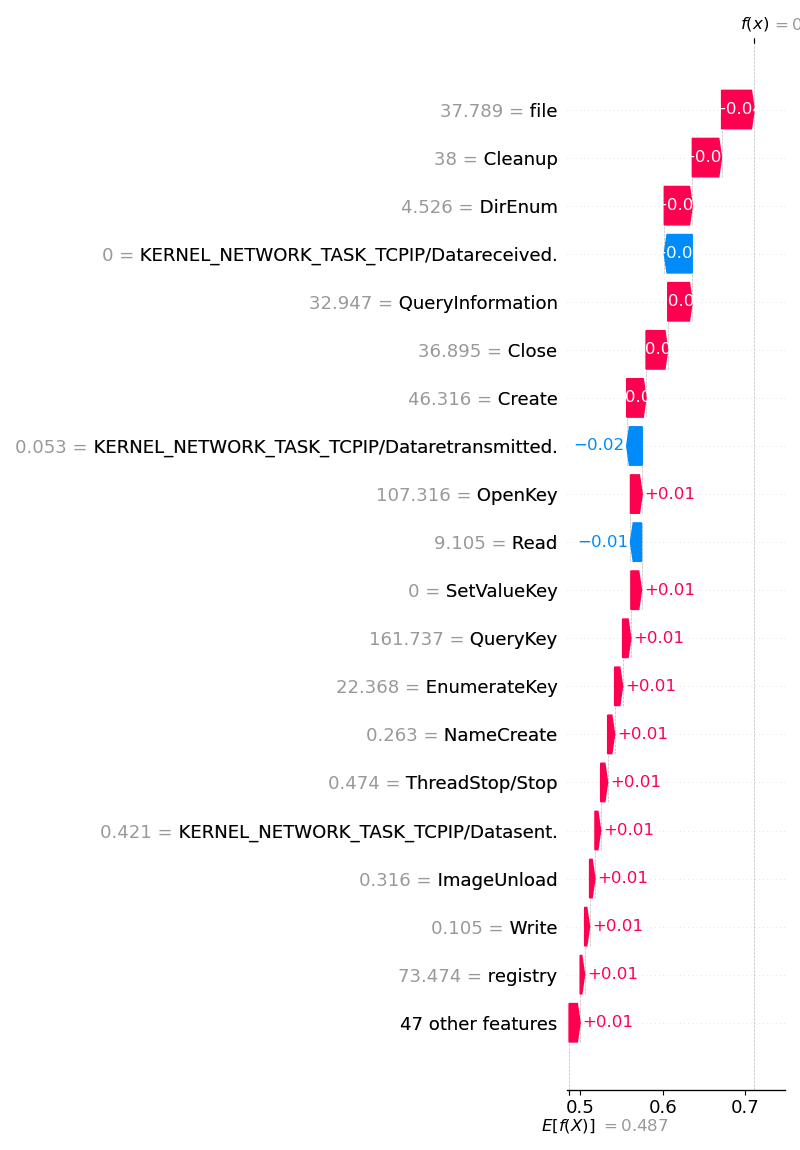 f(x) = 0
37.789 = file
38 = Cleanup
4.526 = DirEnum
0 = KERNEL_NETWORK_TASK_TCPIP/Datareceived.
32.947 = QueryInformation
36.895 = Close
46.316 = Create
0.053 = KERNEL_NETWORK_TASK_TCPIP/Dataretransmitted. −0.02
107.316 = OpenKey +0.01
9.105 = Read −0.01
0 = SetValueKey +0.01
161.737 = QueryKey +0.01
22.368 = EnumerateKey +0.01
0.263 = NameCreate +0.01
0.474 = ThreadStop/Stop +0.01
0.421 = KERNEL_NETWORK_TASK_TCPIP/Datasent. +0.01
0.316 = ImageUnload +0.01
0.105 = Write +0.01
73.474 = registry +0.01
47 other features +0.01
0.5 0.6 0.7
E[f(X)] = 0.487